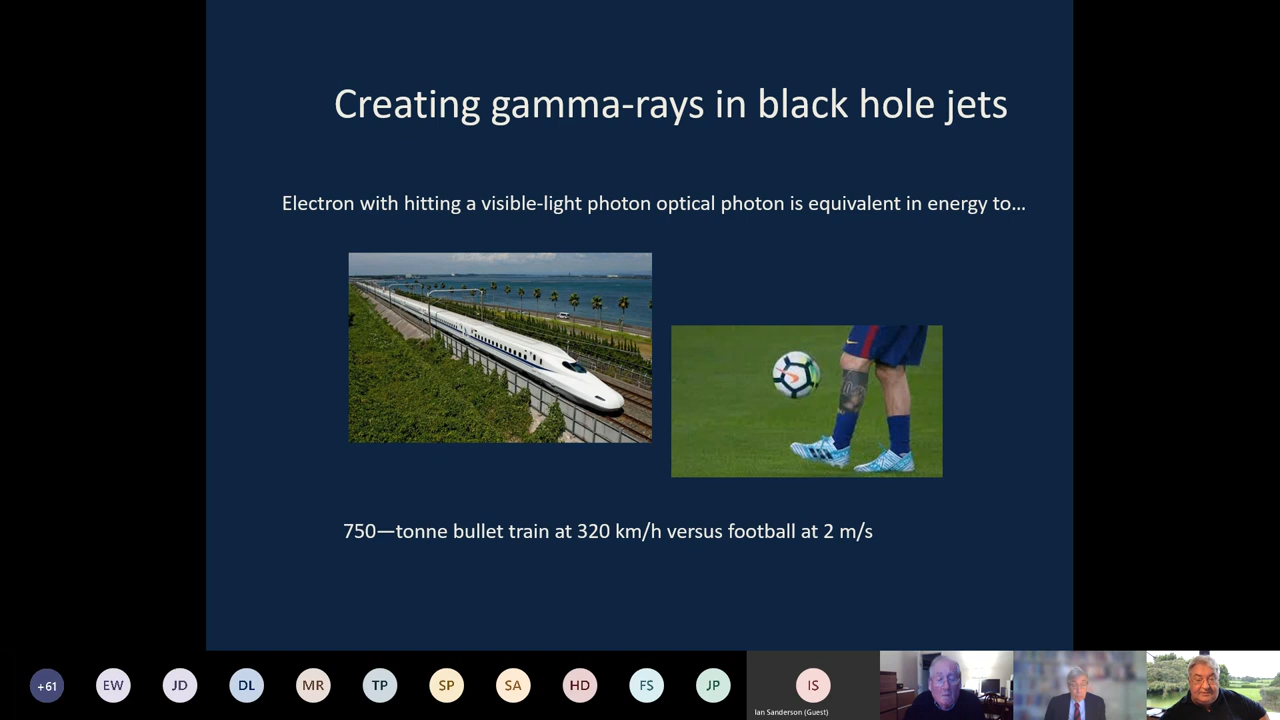 Creating gamma-rays in black hole jets
Electron with hitting a visible-light photon optical photon is equivalent in energy to...
750—tonne bullet train at 320 km/h versus football at 2 m/s
+61 EW JD DL MR TP SP SA HD FS JP IS
Ian Sanderson (Guest)